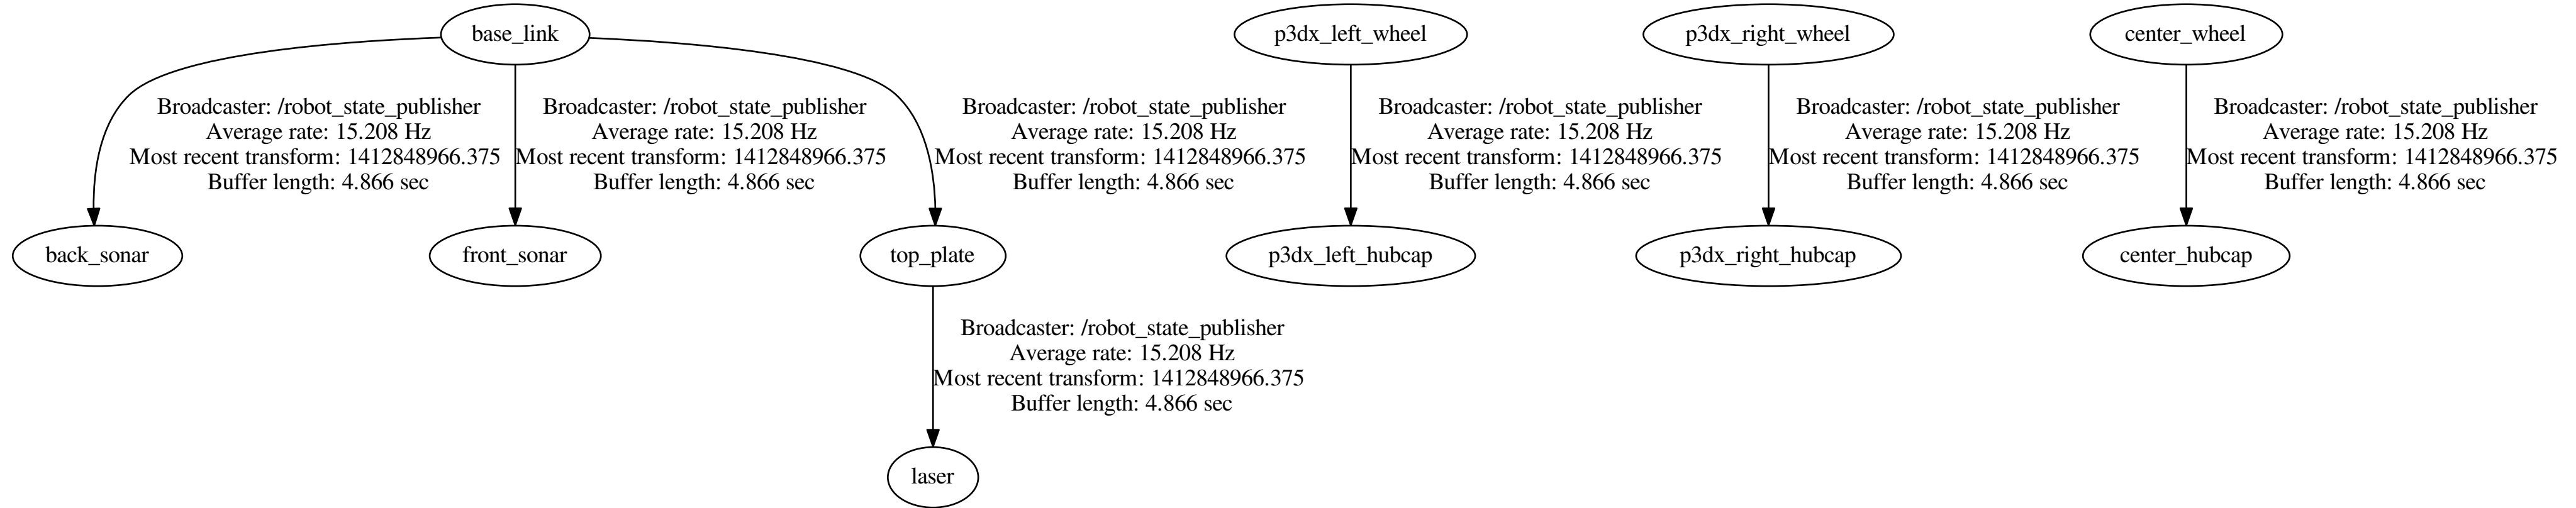 base_link
p3dx_left_wheel
p3dx_right_wheel
center_wheel
Broadcaster: /robot_state_publisher
Average rate: 15.208 Hz
Most recent transform: 1412848966.375
Buffer length: 4.866 sec
Broadcaster: /robot_state_publisher
Average rate: 15.208 Hz
Most recent transform: 1412848966.375
Buffer length: 4.866 sec
Broadcaster: /robot_state_publisher
Average rate: 15.208 Hz
Most recent transform: 1412848966.375
Buffer length: 4.866 sec
Broadcaster: /robot_state_publisher
Average rate: 15.208 Hz
Most recent transform: 1412848966.375
Buffer length: 4.866 sec
Broadcaster: /robot_state_publisher
Average rate: 15.208 Hz
Most recent transform: 1412848966.375
Buffer length: 4.866 sec
Broadcaster: /robot_state_publisher
Average rate: 15.208 Hz
Most recent transform: 1412848966.375
Buffer length: 4.866 sec
back_sonar
front_sonar
top_plate
p3dx_left_hubcap
p3dx_right_hubcap
center_hubcap
Broadcaster: /robot_state_publisher
Average rate: 15.208 Hz
Most recent transform: 1412848966.375
Buffer length: 4.866 sec
laser